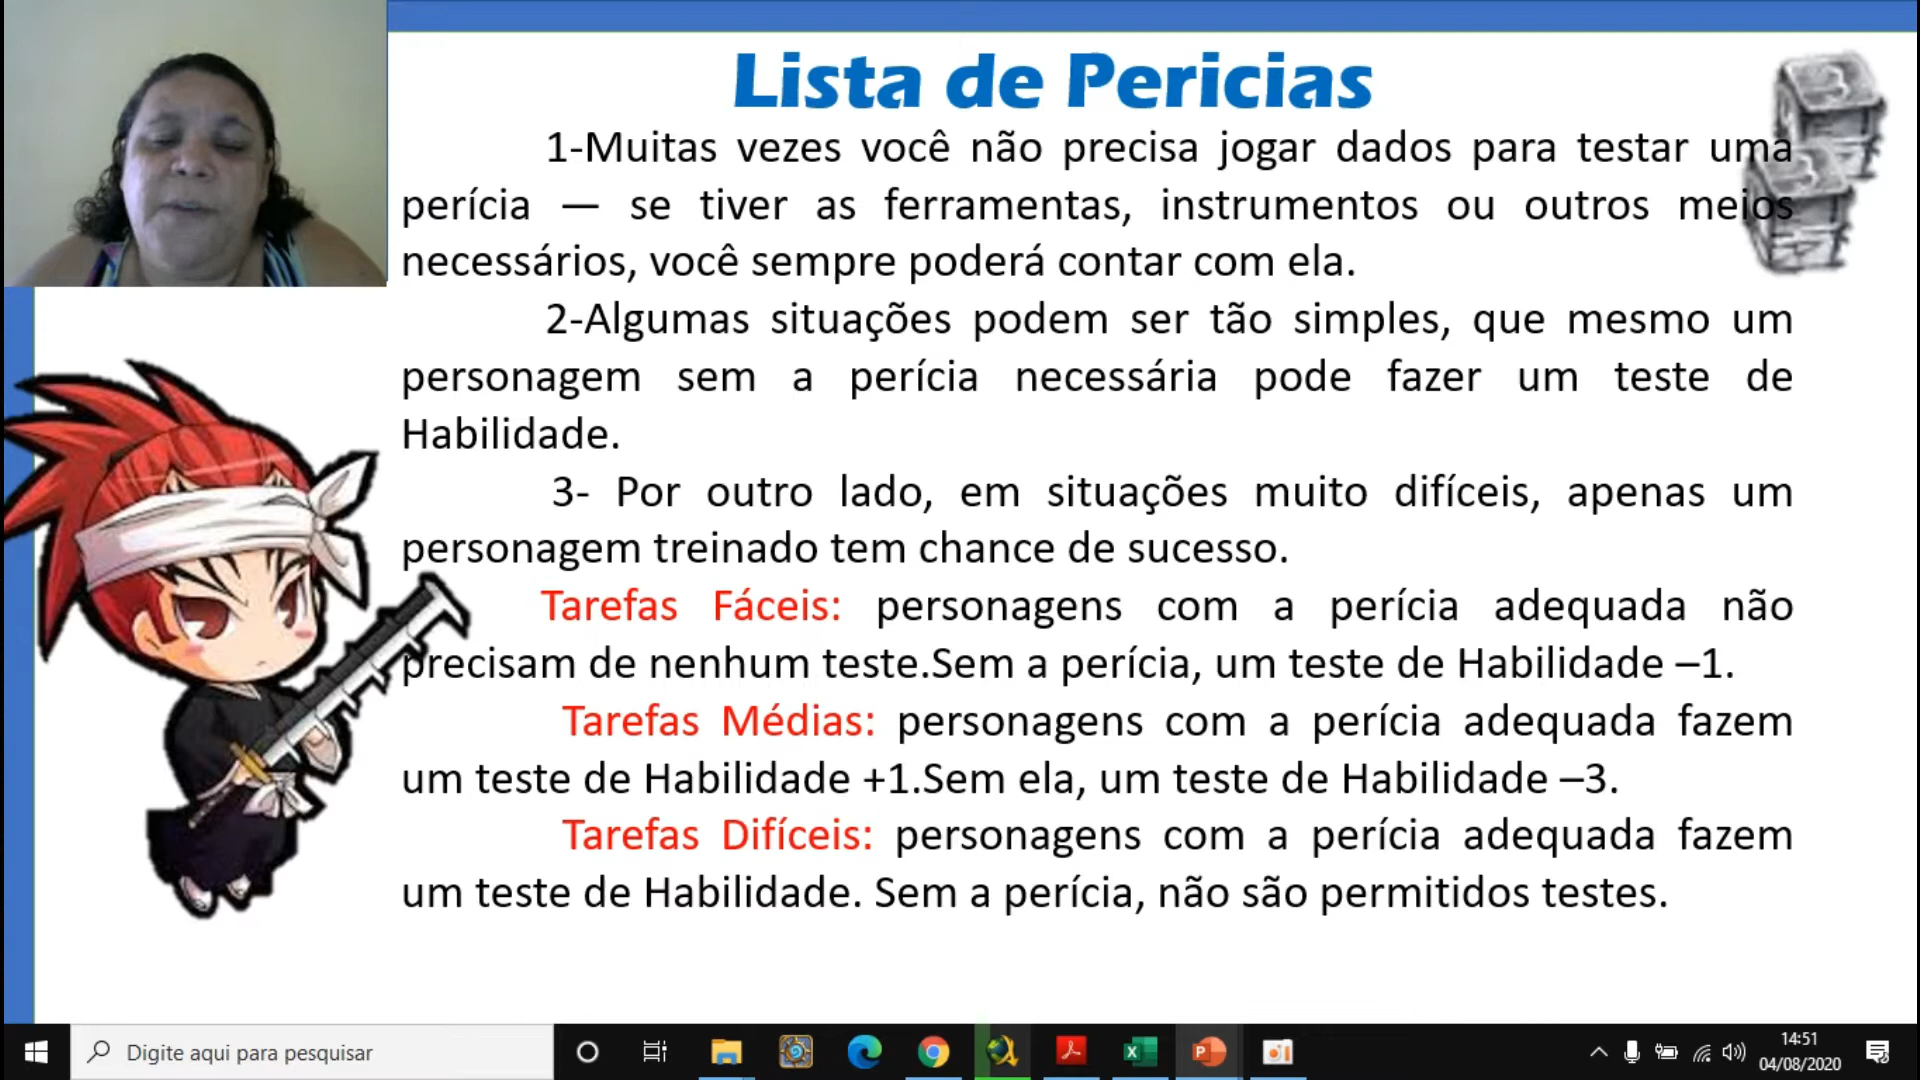 Lista de Pericias
1-Muitas vezes você não precisa jogar dados para testar uma
perícia — se tiver as ferramentas, instrumentos ou outros meios
necessários, você sempre poderá contar com ela.
2-Algumas situações podem ser tão simples, que mesmo um
personagem sem a perícia necessária pode fazer um teste de
Habilidade.
3- Por outro lado, em situações muito difíceis, apenas um
personagem treinado tem chance de sucesso.
Tarefas Fáceis: personagens com a perícia adequada não
precisam de nenhum teste.Sem a perícia, um teste de Habilidade –1.
Tarefas Médias: personagens com a perícia adequada fazem
um teste de Habilidade +1.Sem ela, um teste de Habilidade –3.
Tarefas Difíceis: personagens com a perícia adequada fazem
um teste de Habilidade. Sem a perícia, não são permitidos testes.
Digite aqui para pesquisar
14:51
04/08/2020